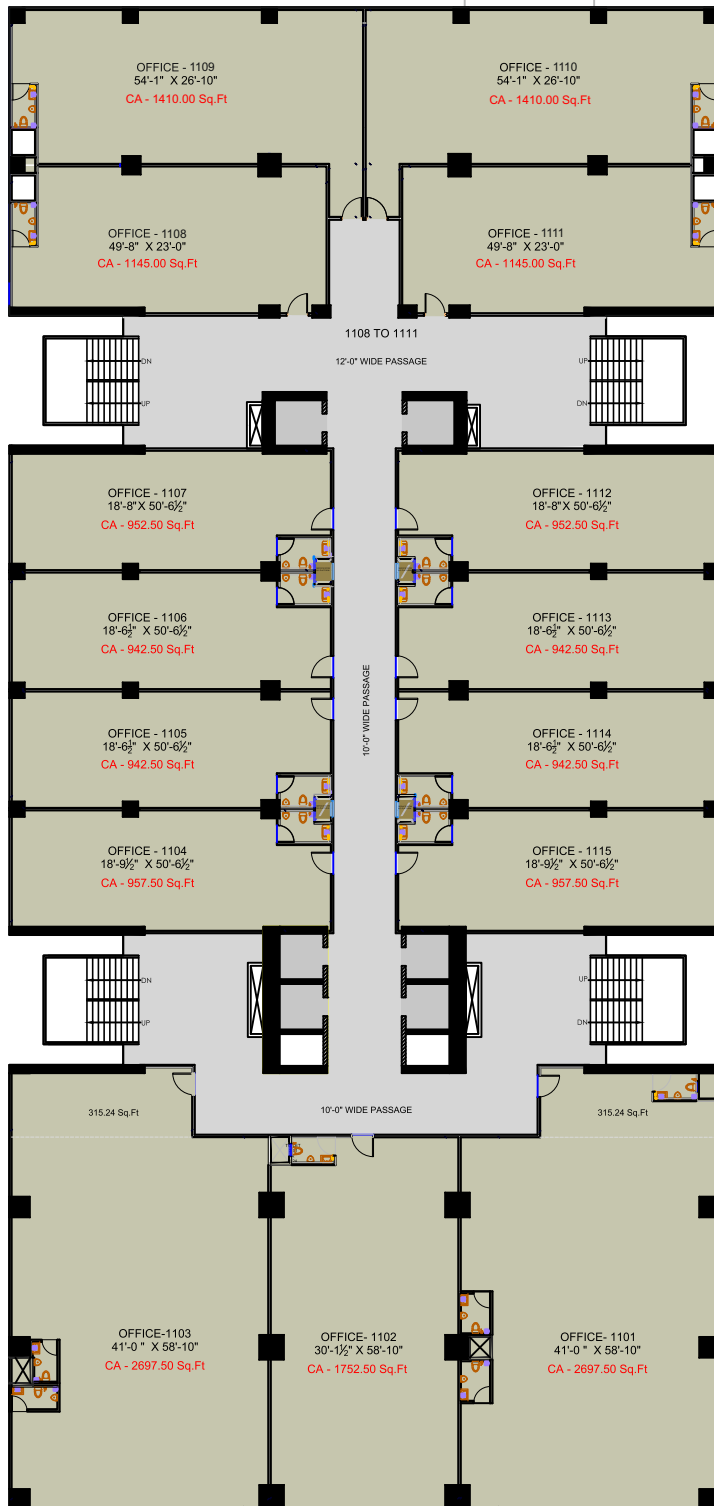 OFFICE - 1109
54'-1" X 26'-10"
CA - 1410.00 Sq.Ft
OFFICE - 1110
54'-1" X 26'-10"
CA - 1410.00 Sq.Ft
OFFICE - 1108
49'-8" X 23'-0"
CA - 1145.00 Sq.Ft
OFFICE - 1111
49'-8" X 23'-0"
CA - 1145.00 Sq.Ft
1108 TO 1111
12'-0" WIDE PASSAGE
DN
UP
UP
DN
OFFICE - 1107
18'-8" X 50'-6½"
CA - 952.50 Sq.Ft
OFFICE - 1112
18'-8" X 50'-6½"
CA - 952.50 Sq.Ft
OFFICE - 1106
18'-6½" X 50'-6½"
CA - 942.50 Sq.Ft
OFFICE - 1113
18'-6½" X 50'-6½"
CA - 942.50 Sq.Ft
10'-0" WIDE PASSAGE
OFFICE - 1105
18'-6½" X 50'-6½"
CA - 942.50 Sq.Ft
OFFICE - 1114
18'-6½" X 50'-6½"
CA - 942.50 Sq.Ft
OFFICE - 1104
18'-9½" X 50'-6½"
CA - 957.50 Sq.Ft
OFFICE - 1115
18'-9½" X 50'-6½"
CA - 957.50 Sq.Ft
DN
UP
UP
DN
315.24 Sq.Ft
10'-0" WIDE PASSAGE
315.24 Sq.Ft
OFFICE-1103
41'-0 " X 58'-10"
CA - 2697.50 Sq.Ft
OFFICE- 1102
30'-1½" X 58'-10"
CA - 1752.50 Sq.Ft
OFFICE- 1101
41'-0 " X 58'-10"
CA - 2697.50 Sq.Ft